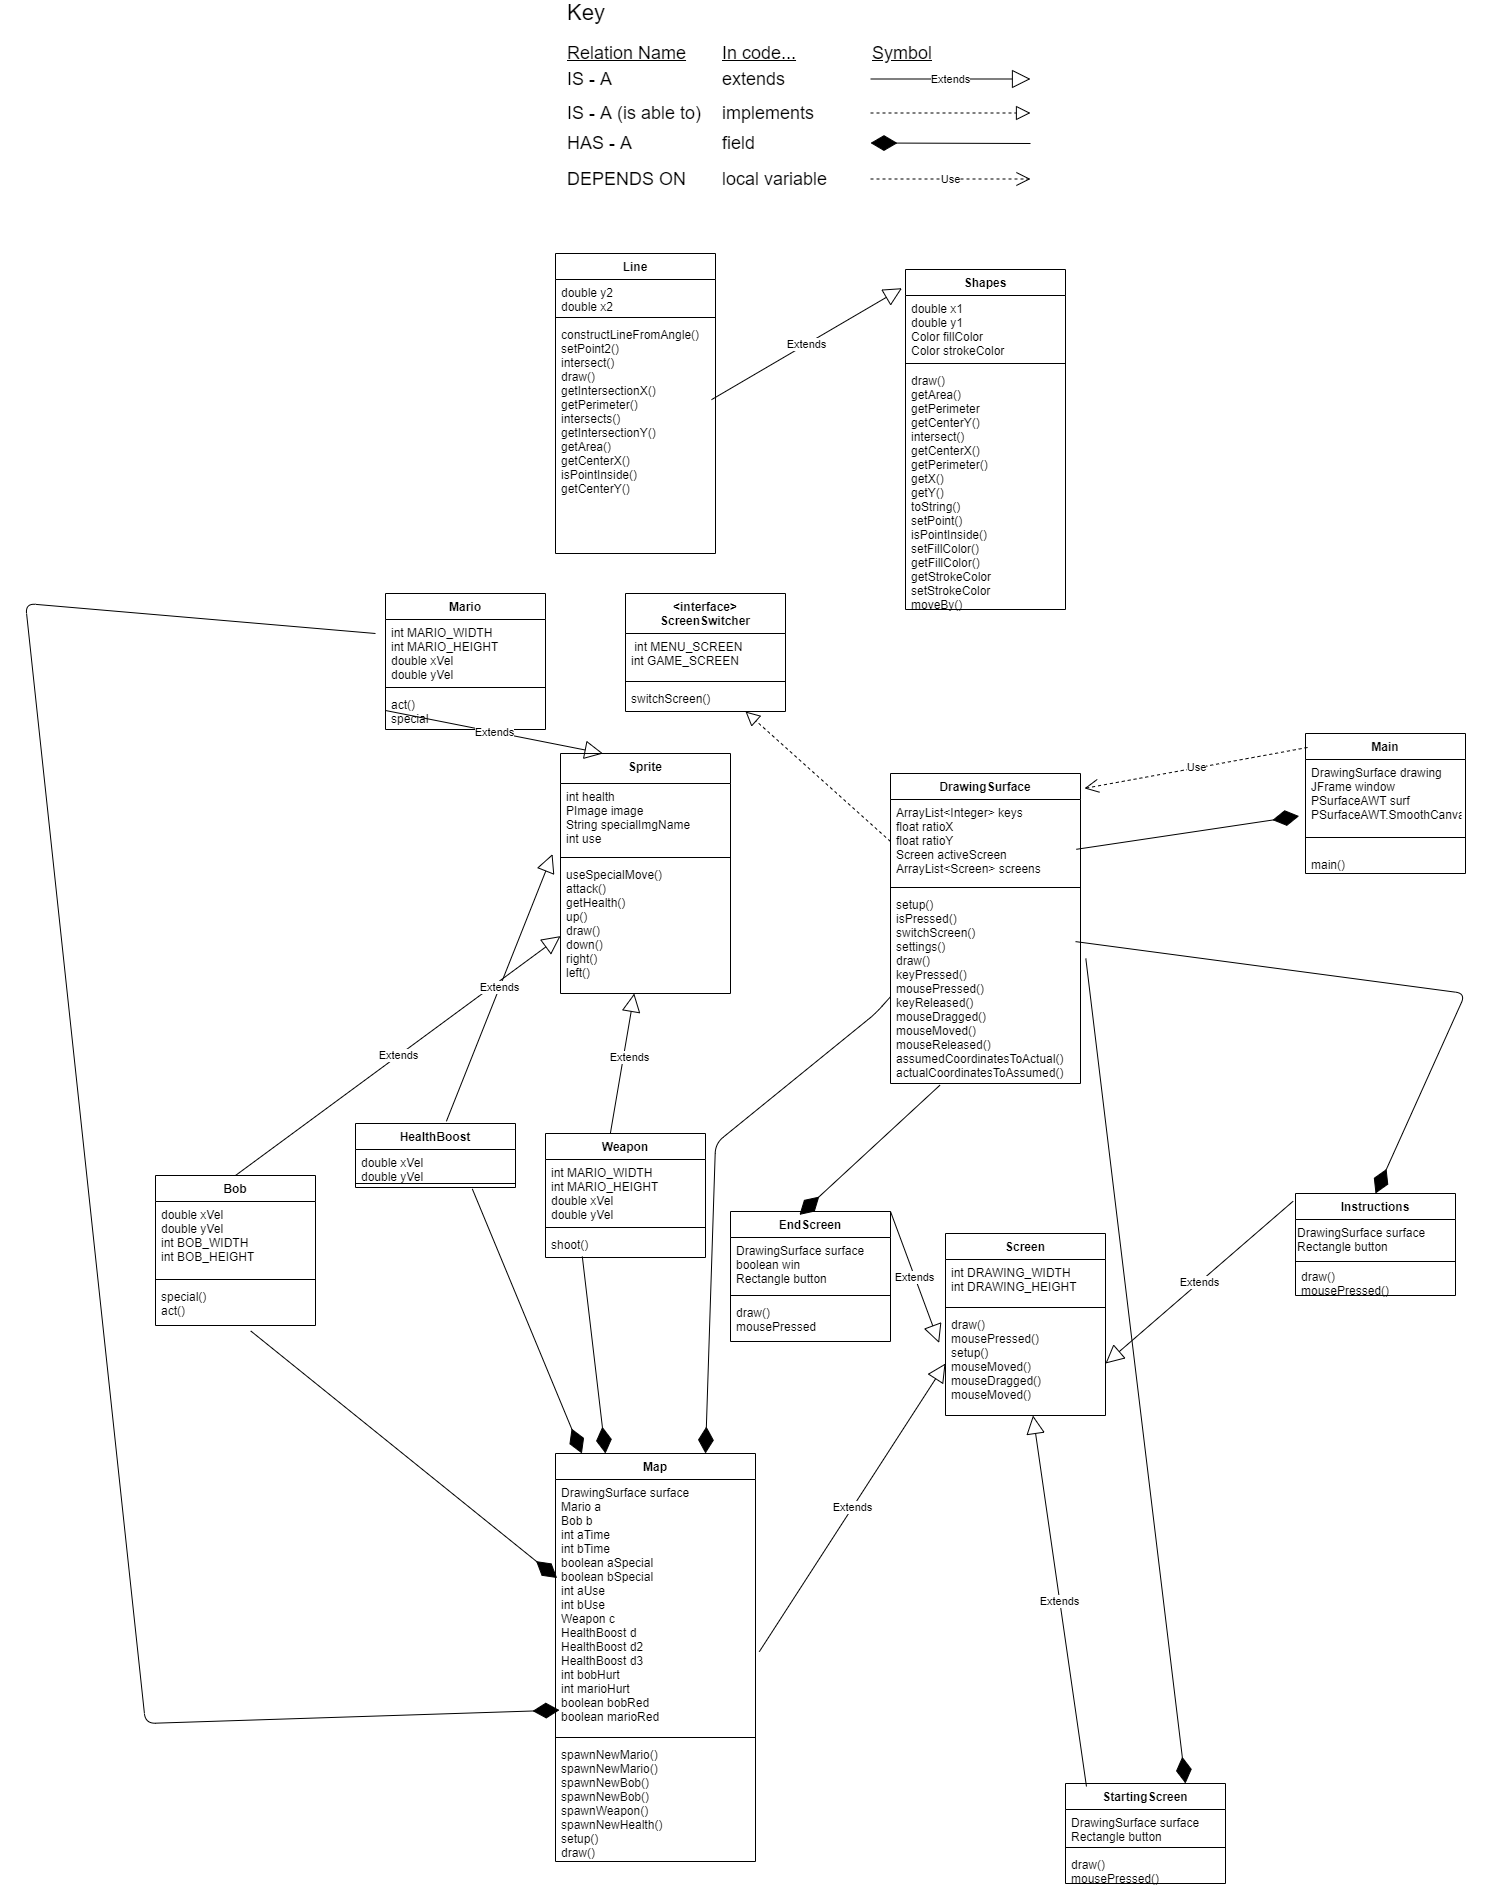 Key
Relation Name In code... Symbol
IS - A extends Extends
IS - A (is able to) implements
HAS - A field
DEPENDS ON local variable Use
Line
double y2
double x2
constructLineFromAngle()
setPoint2()
intersect()
draw()
getIntersectionX()
getPerimeter()
intersects()
getIntersectionY()
getArea()
getCenterX()
isPointInside()
getCenterY()
Extends
Shapes
double x1
double y1
Color fillColor
Color strokeColor
draw()
getArea()
getPerimeter
getCenterY()
intersect()
getCenterX()
getPerimeter()
getX()
getY()
toString()
setPoint()
isPointInside()
setFillColor()
getFillColor()
getStrokeColor
setStrokeColor
moveBy()
Mario
int MARIO_WIDTH
int MARIO_HEIGHT
double xVel
double yVel
act()
special
Extends
<interface>
ScreenSwitcher
int MENU_SCREEN
int GAME_SCREEN
switchScreen()
Sprite
int health
PImage image
String specialImgName
int use
useSpecialMove()
attack()
getHealth()
up()
draw()
down()
right()
left()
DrawingSurface
ArrayList<Integer> keys
float ratioX
float ratioY
Screen activeScreen
ArrayList<Screen> screens
setup()
isPressed()
switchScreen()
settings()
draw()
keyPressed()
mousePressed()
keyReleased()
mouseDragged()
mouseMoved()
mouseReleased()
assumedCoordinatesToActual()
actualCoordinatesToAssumed()
Use
Main
DrawingSurface drawing
JFrame window
PSurfaceAWT surf
PSurfaceAWT.SmoothCanva
main()
Extends
Extends
Extends
HealthBoost
double xVel
double yVel
Weapon
int MARIO_WIDTH
int MARIO_HEIGHT
double xVel
double yVel
shoot()
Bob
double xVel
double yVel
int BOB_WIDTH
int BOB_HEIGHT
special()
act()
EndScreen
DrawingSurface surface
boolean win
Rectangle button
draw()
mousePressed
Extends
Screen
int DRAWING_WIDTH
int DRAWING_HEIGHT
draw()
mousePressed()
setup()
mouseMoved()
mouseDragged()
mouseMoved()
Extends
Instructions
DrawingSurface surface
Rectangle button
draw()
mousePressed()
Map
DrawingSurface surface
Mario a
Bob b
int aTime
int bTime
boolean aSpecial
boolean bSpecial
int aUse
int bUse
Weapon c
HealthBoost d
HealthBoost d2
HealthBoost d3
int bobHurt
int marioHurt
boolean bobRed
boolean marioRed
spawnNewMario()
spawnNewMario()
spawnNewBob()
spawnNewBob()
spawnWeapon()
spawnNewHealth()
setup()
draw()
Extends
Extends
StartingScreen
DrawingSurface surface
Rectangle button
draw()
mousePressed()